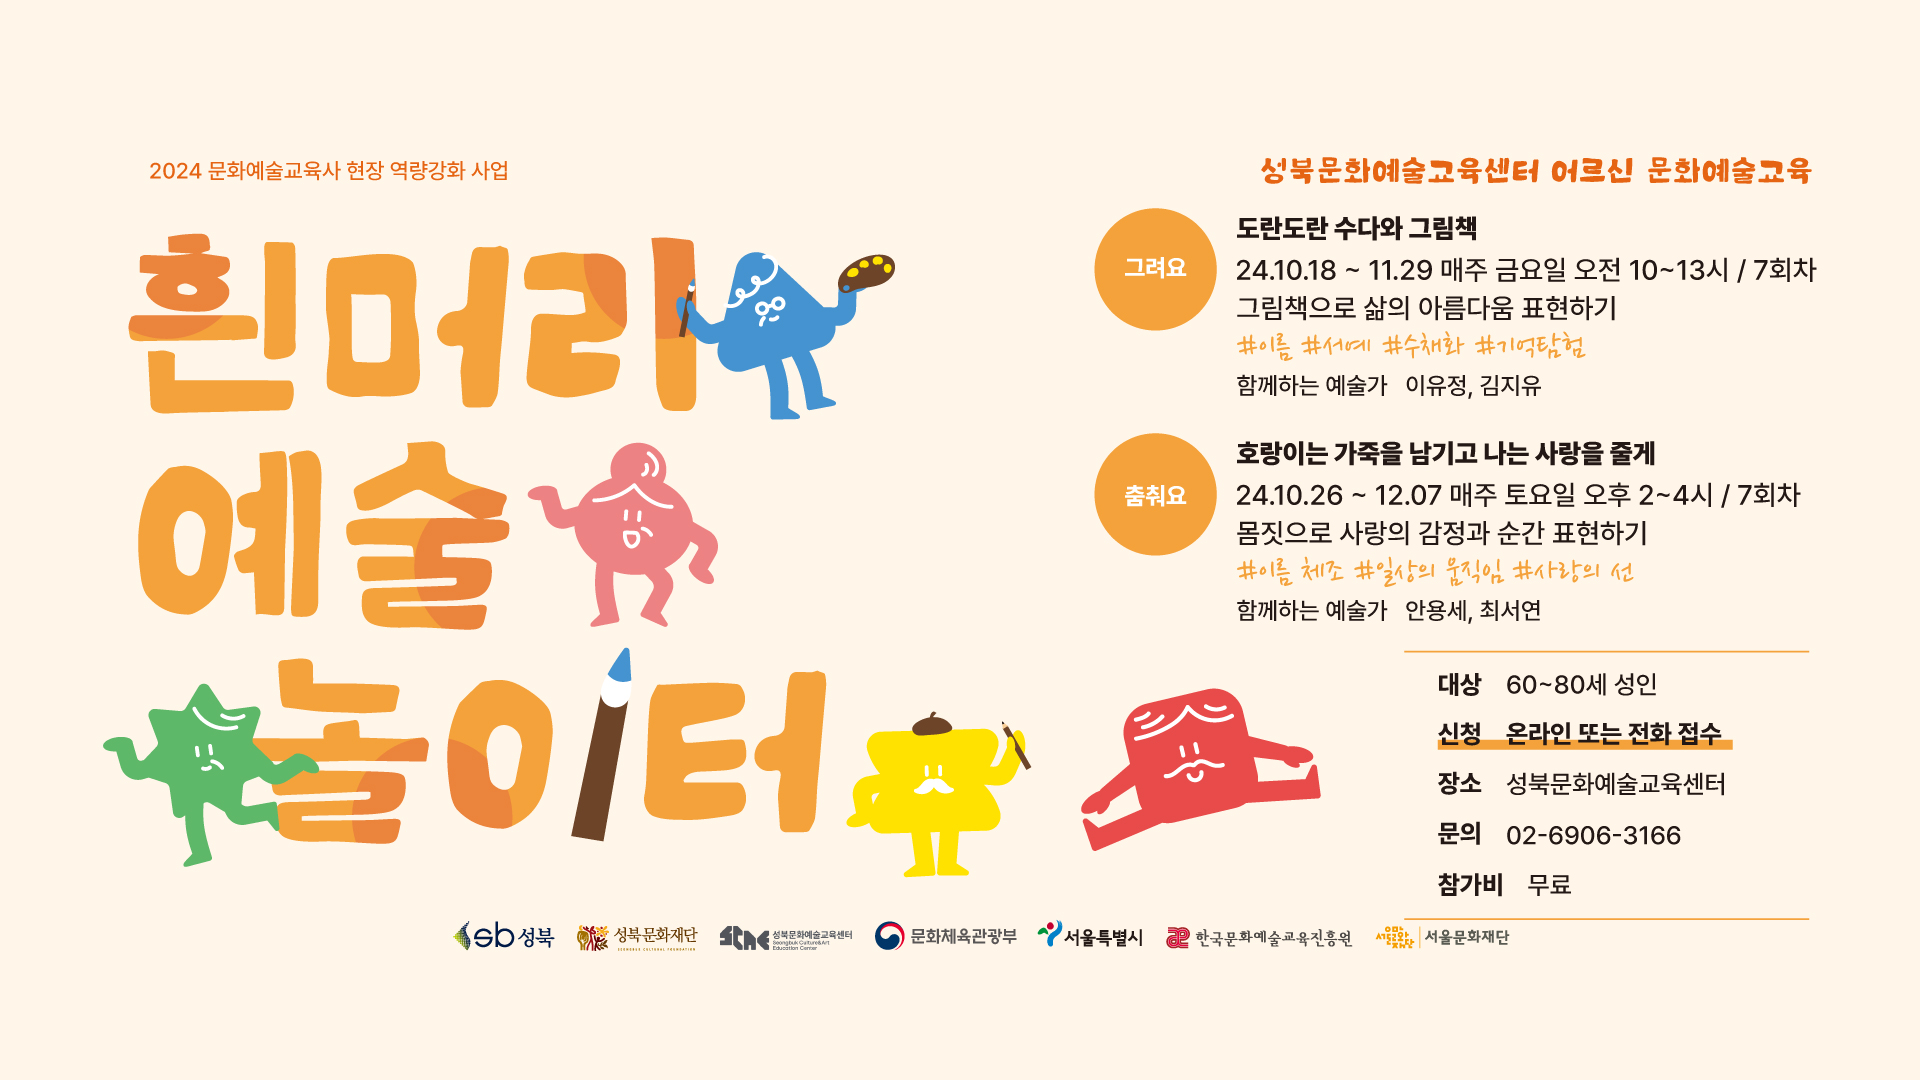 2024 문화예술교육사 현장 역량강화 사업
흰머리
예술
놀이터
성북문화예술교육센터 어르신 문화예술교육
그려요
도란도란 수다와 그림책
24.10.18 ~ 11.29 매주 금요일 오전 10~13시 / 7회차
그림책으로 삶의 아름다움 표현하기
#이름 #서예 #수채화 #기억탐험
함께하는 예술가 이유정, 김지유
춤춰요
호랑이는 가죽을 남기고 나는 사랑을 줄게
24.10.26 ~ 12.07 매주 토요일 오후 2~4시 / 7회차
몸짓으로 사랑의 감정과 순간 표현하기
#이름 체조 #일상의 움직임 #사랑의 선
함께하는 예술가 안용세, 최서연
대상 60~80세 성인
신청 온라인 또는 전화 접수
장소 성북문화예술교육센터
문의 02-6906-3166
참가비 무료
sb 성북
성북문화재단
SEONGBUK CULTURAL FOUNDATION
성북문화예술교육센터
Seongbuk Culture&Art
Education Center
문화체육관광부
서울특별시
한국문화예술교육진흥원
서울문화재단